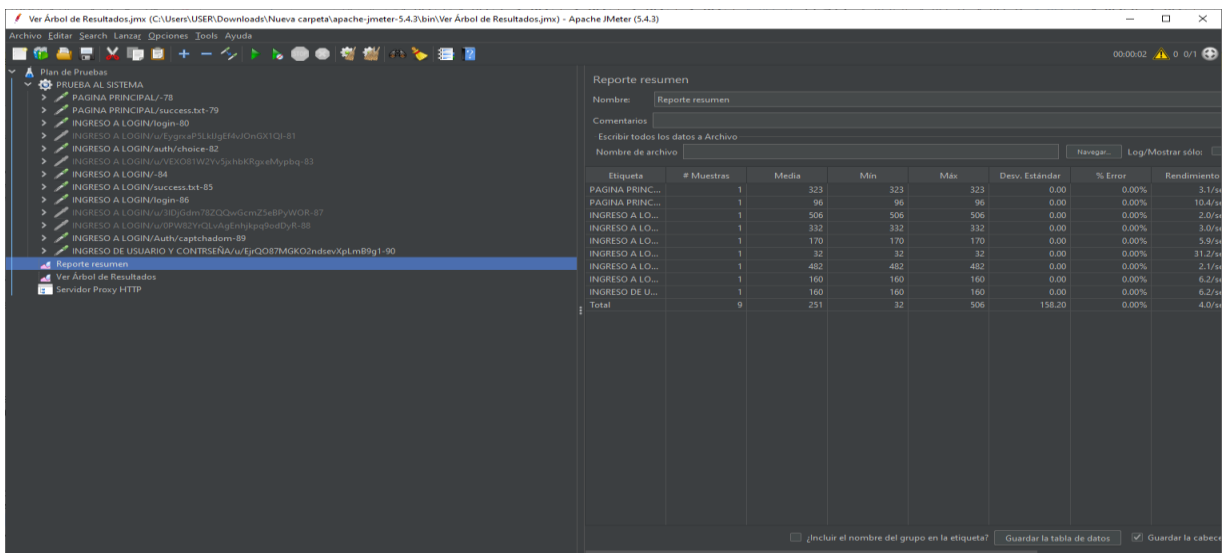 Ver Árbol de Resultados.jmx (C:\Users\USER\Downloads\Nueva carpeta\apache-jmeter-5.4.3\bin\Ver Árbol de Resultados.jmx) - Apache JMeter (5.4.3)
Archivo Editar Search Lanzar Opciones Tools Ayuda
00:00:02 0 0/1
Plan de Pruebas
PRUEBA AL SISTEMA
PAGINA PRINCIPAL/-78
PAGINA PRINCIPAL/success.txt-79
INGRESO A LOGIN/login-80
INGRESO A LOGIN/auth/choice-82
INGRESO A LOGIN/-84
INGRESO A LOGIN/success.txt-85
INGRESO A LOGIN/login-86
INGRESO A LOGIN/Auth/captchadom-89
INGRESO DE USUARIO Y CONTRSEÑA/u/EjrQO87MGKO2ndsevXpLmB9g1-90
Reporte resumen
Ver Árbol de Resultados
Servidor Proxy HTTP
Reporte resumen
Nombre: Reporte resumen
Comentarios
Escribir todos los datos a Archivo
Nombre de archivo Navegar... Log/Mostrar sólo:
Etiqueta # Muestras Media Mín Máx Desv. Estándar % Error Rendimiento
PAGINA PRINC... 1 323 323 323 0.00 0.00% 3.1/se
PAGINA PRINC... 1 96 96 96 0.00 0.00% 10.4/se
INGRESO A LO... 1 506 506 506 0.00 0.00% 2.0/se
INGRESO A LO... 1 332 332 332 0.00 0.00% 3.0/se
INGRESO A LO... 1 170 170 170 0.00 0.00% 5.9/se
INGRESO A LO... 1 32 32 32 0.00 0.00% 31.2/se
INGRESO A LO... 1 482 482 482 0.00 0.00% 2.1/se
INGRESO A LO... 1 160 160 160 0.00 0.00% 6.2/se
INGRESO DE U... 1 160 160 160 0.00 0.00% 6.2/se
Total 9 251 32 506 158.20 0.00% 4.0/se
¿Incluir el nombre del grupo en la etiqueta? Guardar la tabla de datos Guardar la cabece